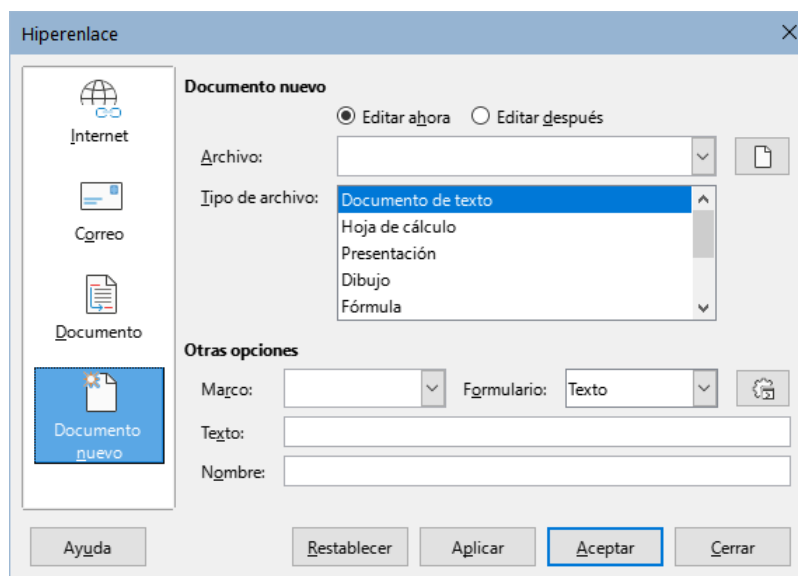 Hiperenlace
Internet
Correo
Documento
Documento
nuevo
Documento nuevo
Editar ahora Editar después
Archivo:
Tipo de archivo:
Documento de texto
Hoja de cálculo
Presentación
Dibujo
Fórmula
Otras opciones
Marco: Formulario: Texto
Texto:
Nombre:
Ayuda Restablecer Aplicar Aceptar Cerrar